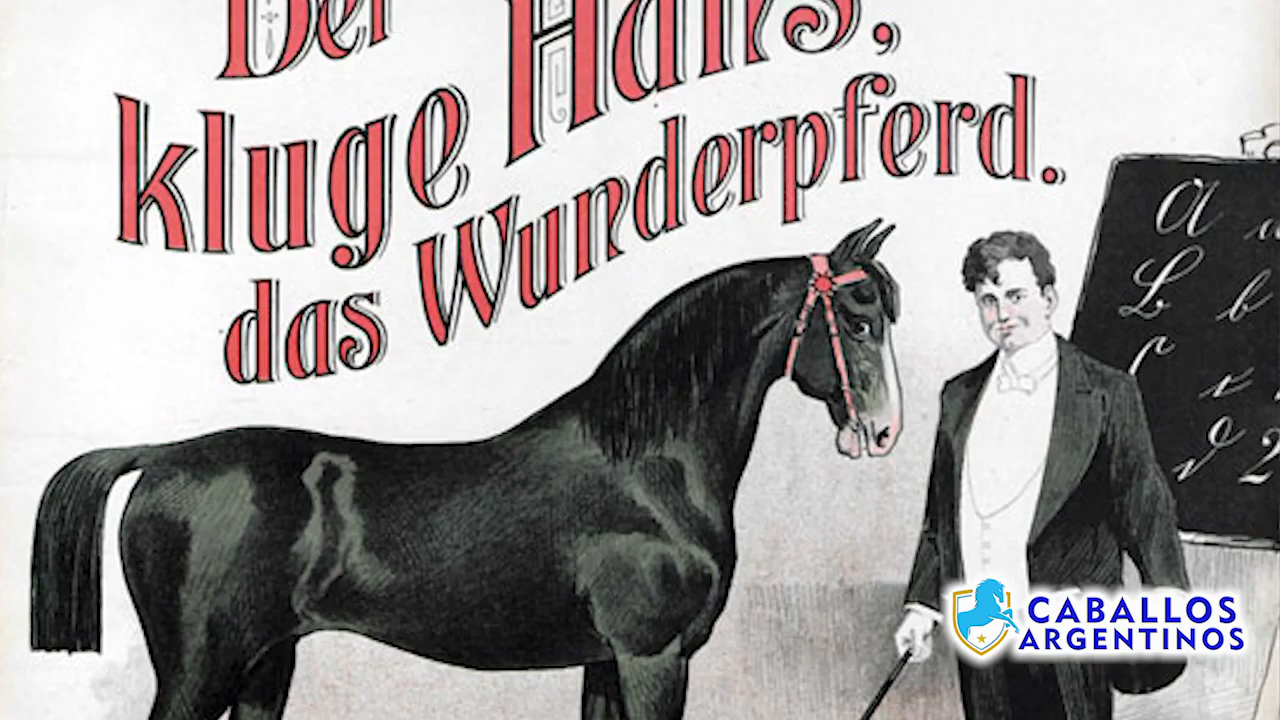 Der
kluge Hans,
das Wunderpferd.
A a
L b
C c
CABALLOS
ARGENTINOS